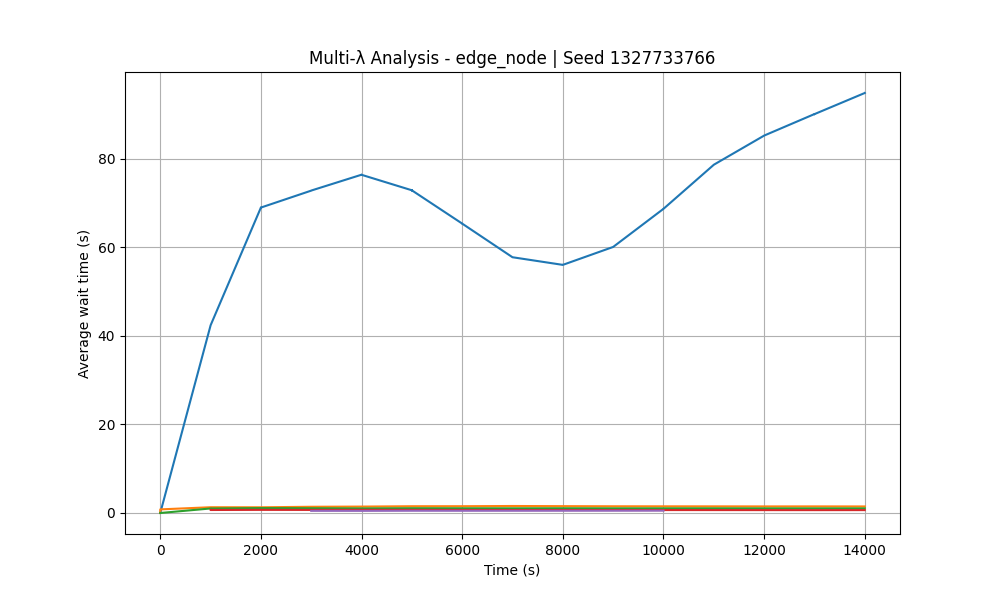 Multi-λ Analysis - edge_node | Seed 1327733766
Average wait time (s)
80
60
40
20
0
0 2000 4000 6000 8000 10000 12000 14000
Time (s)